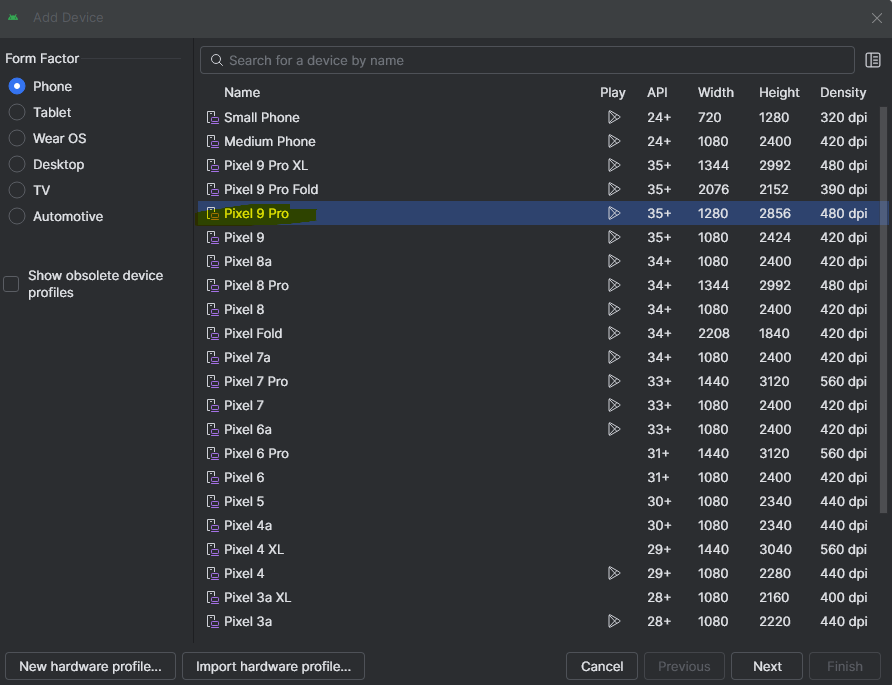 Add Device
Form Factor
Phone
Tablet
Wear OS
Desktop
TV
Automotive
Show obsolete device
profiles
Search for a device by name
Name Play API Width Height Density
Small Phone 24+ 720 1280 320 dpi
Medium Phone 24+ 1080 2400 420 dpi
Pixel 9 Pro XL 35+ 1344 2992 480 dpi
Pixel 9 Pro Fold 35+ 2076 2152 390 dpi
Pixel 9 Pro 35+ 1280 2856 480 dpi
Pixel 9 35+ 1080 2424 420 dpi
Pixel 8a 34+ 1080 2400 420 dpi
Pixel 8 Pro 34+ 1344 2992 480 dpi
Pixel 8 34+ 1080 2400 420 dpi
Pixel Fold 34+ 2208 1840 420 dpi
Pixel 7a 34+ 1080 2400 420 dpi
Pixel 7 Pro 33+ 1440 3120 560 dpi
Pixel 7 33+ 1080 2400 420 dpi
Pixel 6a 33+ 1080 2400 420 dpi
Pixel 6 Pro 31+ 1440 3120 560 dpi
Pixel 6 31+ 1080 2400 420 dpi
Pixel 5 30+ 1080 2340 440 dpi
Pixel 4a 30+ 1080 2340 440 dpi
Pixel 4 XL 29+ 1440 3040 560 dpi
Pixel 4 29+ 1080 2280 440 dpi
Pixel 3a XL 28+ 1080 2160 400 dpi
Pixel 3a 28+ 1080 2220 440 dpi
New hardware profile... Import hardware profile... Cancel Previous Next Finish